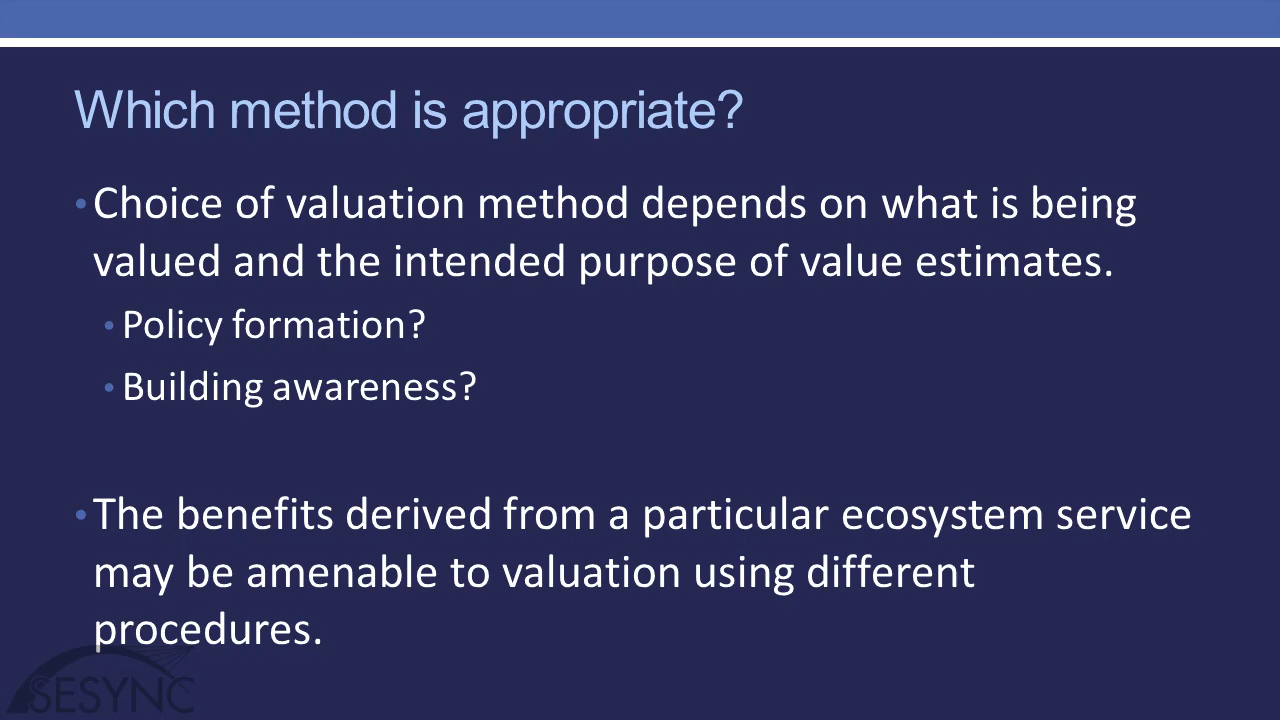 Which method is appropriate?
• Choice of valuation method depends on what is being
valued and the intended purpose of value estimates.
• Policy formation?
• Building awareness?
• The benefits derived from a particular ecosystem service
may be amenable to valuation using different
procedures.
SESYNC